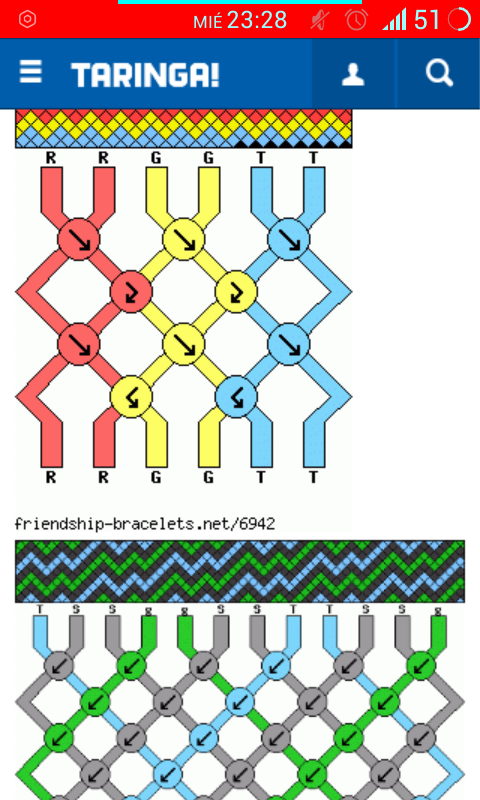 MIÉ 23:28 51
TARINGA!
R R G G T T
R R G G T T
friendship-bracelets.net/6942
T S S g g S S T T S S g